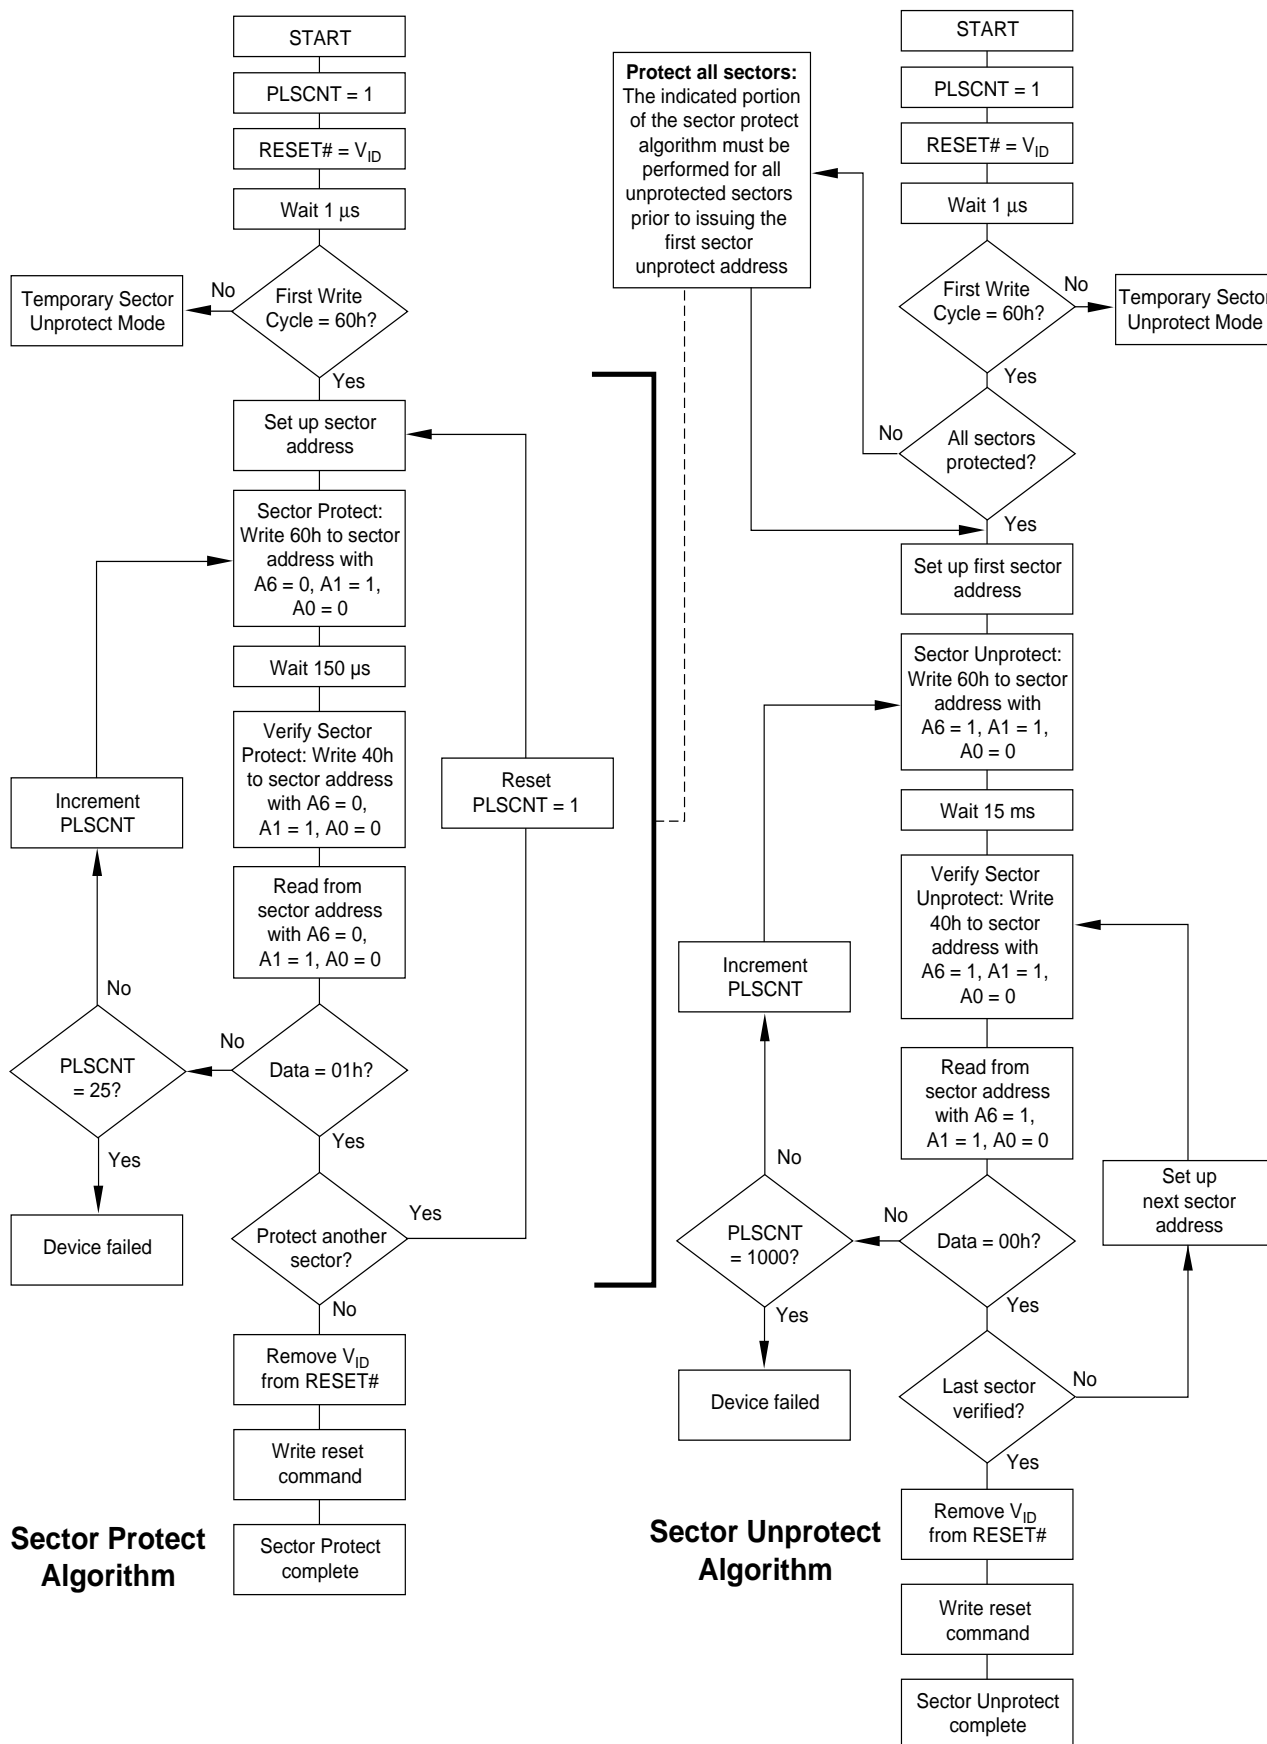 START
PLSCNT = 1
RESET# = VID
Wait 1 μs
First Write
Cycle = 60h?
No
Temporary Sector
Unprotect Mode
Yes
Set up sector
address
Sector Protect:
Write 60h to sector
address with
A6 = 0, A1 = 1,
A0 = 0
Wait 150 µs
Verify Sector
Protect: Write 40h
to sector address
with A6 = 0,
A1 = 1, A0 = 0
Read from
sector address
with A6 = 0,
A1 = 1, A0 = 0
Data = 01h?
No
PLSCNT
= 25?
No
Increment
PLSCNT
Yes
Device failed
Yes
Protect another
sector?
Yes
Reset
PLSCNT = 1
No
Remove VID
from RESET#
Write reset
command
Sector Protect
complete
Sector Protect
Algorithm
Protect all sectors:
The indicated portion
of the sector protect
algorithm must be
performed for all
unprotected sectors
prior to issuing the
first sector
unprotect address
START
PLSCNT = 1
RESET# = VID
Wait 1 μs
First Write
Cycle = 60h?
No
Temporary Sector
Unprotect Mode
Yes
All sectors
protected?
No
Yes
Set up first sector
address
Sector Unprotect:
Write 60h to sector
address with
A6 = 1, A1 = 1,
A0 = 0
Wait 15 ms
Verify Sector
Unprotect: Write
40h to sector
address with
A6 = 1, A1 = 1,
A0 = 0
Read from
sector address
with A6 = 1,
A1 = 1, A0 = 0
Data = 00h?
No
PLSCNT
= 1000?
No
Increment
PLSCNT
Yes
Device failed
Yes
Last sector
verified?
No
Set up
next sector
address
Yes
Remove VID
from RESET#
Write reset
command
Sector Unprotect
complete
Sector Unprotect
Algorithm